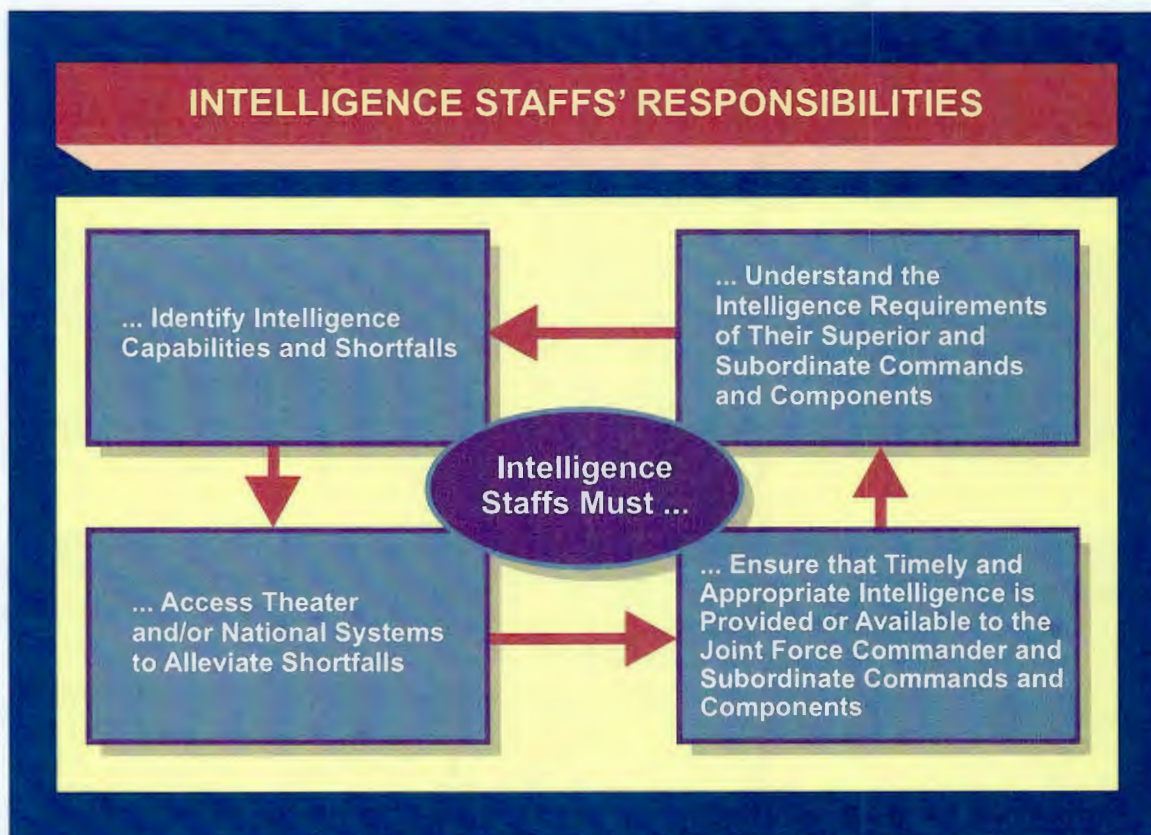 INTELLIGENCE STAFFS' RESPONSIBILITIES
... Identify Intelligence
Capabilities and Shortfalls
... Understand the
Intelligence Requirements
of Their Superior and
Subordinate Commands
and Components
Intelligence
Staffs Must ...
... Access Theater
and/or National Systems
to Alleviate Shortfalls
... Ensure that Timely and
Appropriate Intelligence is
Provided or Available to the
Joint Force Commander and
Subordinate Commands and
Components